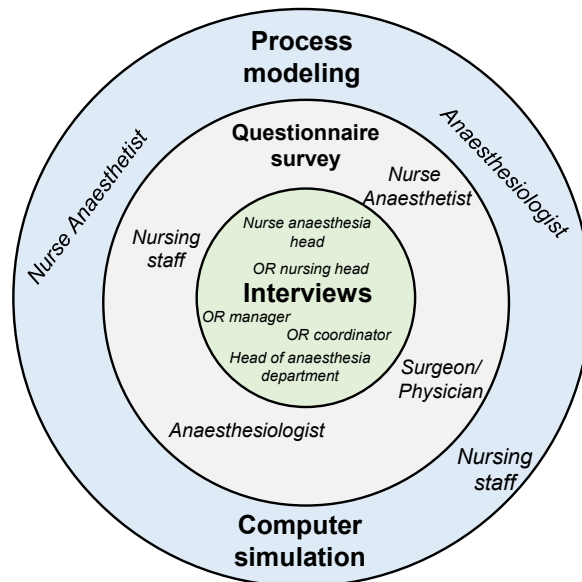 Process
modeling
Nurse Anaesthetist
Anaesthesiologist
Questionnaire
survey
Nurse
Anaesthetist
Nursing
staff
Nurse anaesthesia
head
OR nursing head
Interviews
OR manager
OR coordinator
Head of anaesthesia
department
Surgeon/
Physician
Anaesthesiologist
Nursing
staff
Computer
simulation